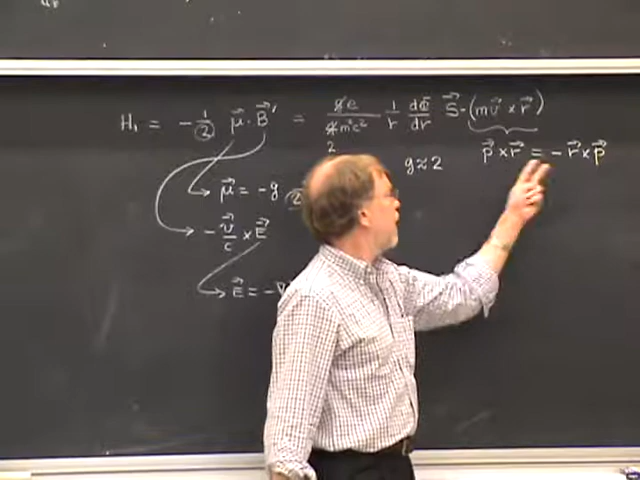 H₁ = - 1/2 μ⃗ · B⃗' = ge/4m²c² 1/r dΦ/dr S⃗·(mv⃗ × r⃗)
2
g≈2
p⃗ × r⃗ = - r⃗ × p⃗
μ⃗ = -g
- v⃗/c × E⃗
E⃗ = -∇